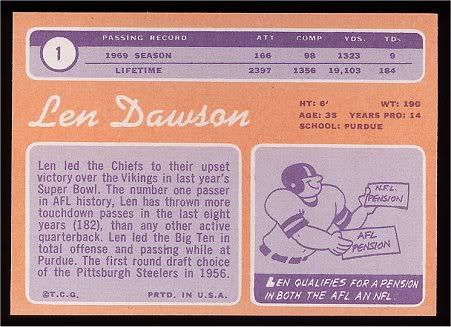 1
PASSING RECORD ATT COMP YDS. TDs.
1969 SEASON 166 98 1323 9
LIFETIME 2397 1356 19,103 184
Len Dawson
HT: 6' WT: 190
AGE: 35 YEARS PRO: 14
SCHOOL: PURDUE
Len led the Chiefs to their upset
victory over the Vikings in last year's
Super Bowl. The number one passer
in AFL history, Len has thrown more
touchdown passes in the last eight
years (182), than any other active
quarterback. Len led the Big Ten in
total offense and passing while at
Purdue. The first round draft choice
of the Pittsburgh Steelers in 1956.
©T.C.G. PRTD. IN U.S.A.
N.F.L.
PENSION
AFL
PENSION
LEN QUALIFIES FOR A PENSION
IN BOTH THE AFL AN NFL.